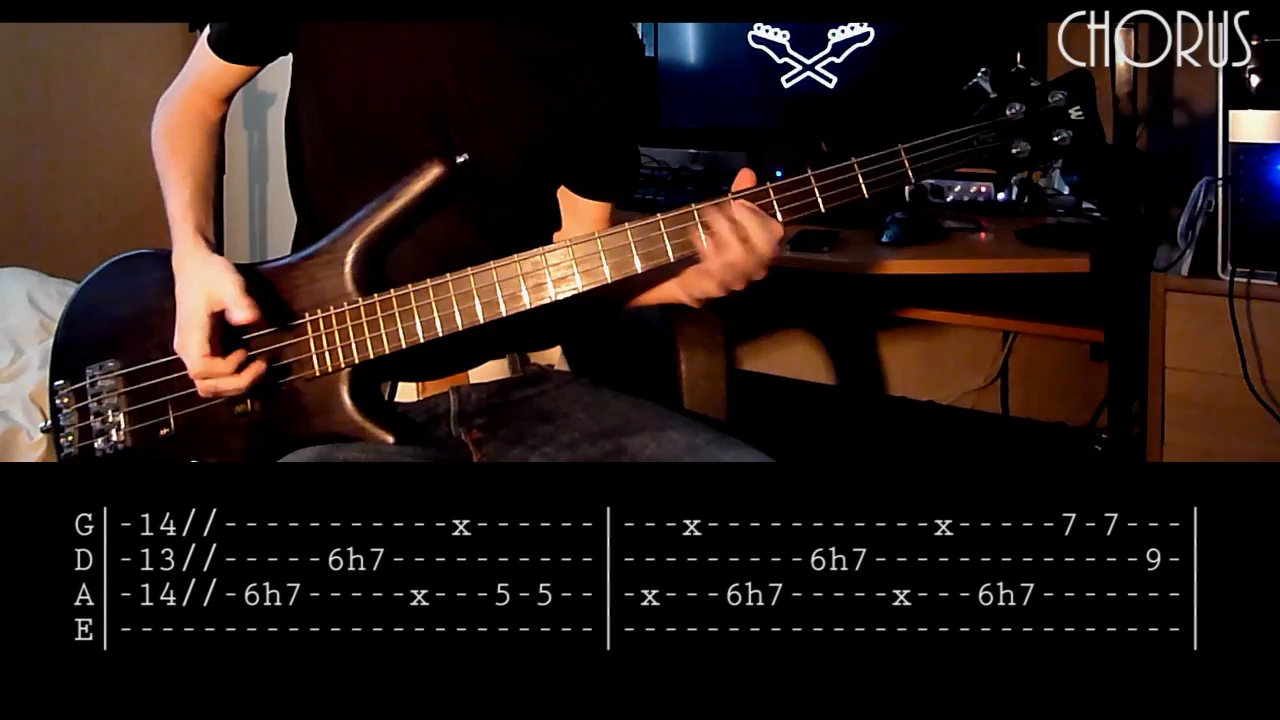 CHORUS
W
G|-14//-----------x------|---x-----------x-----7-7---|
D|-13//-----6h7----------|---------6h7-------------9-|
A|-14//-6h7-----x---5-5--|-x---6h7-----x---6h7-------|
E|-----------------------|---------------------------|